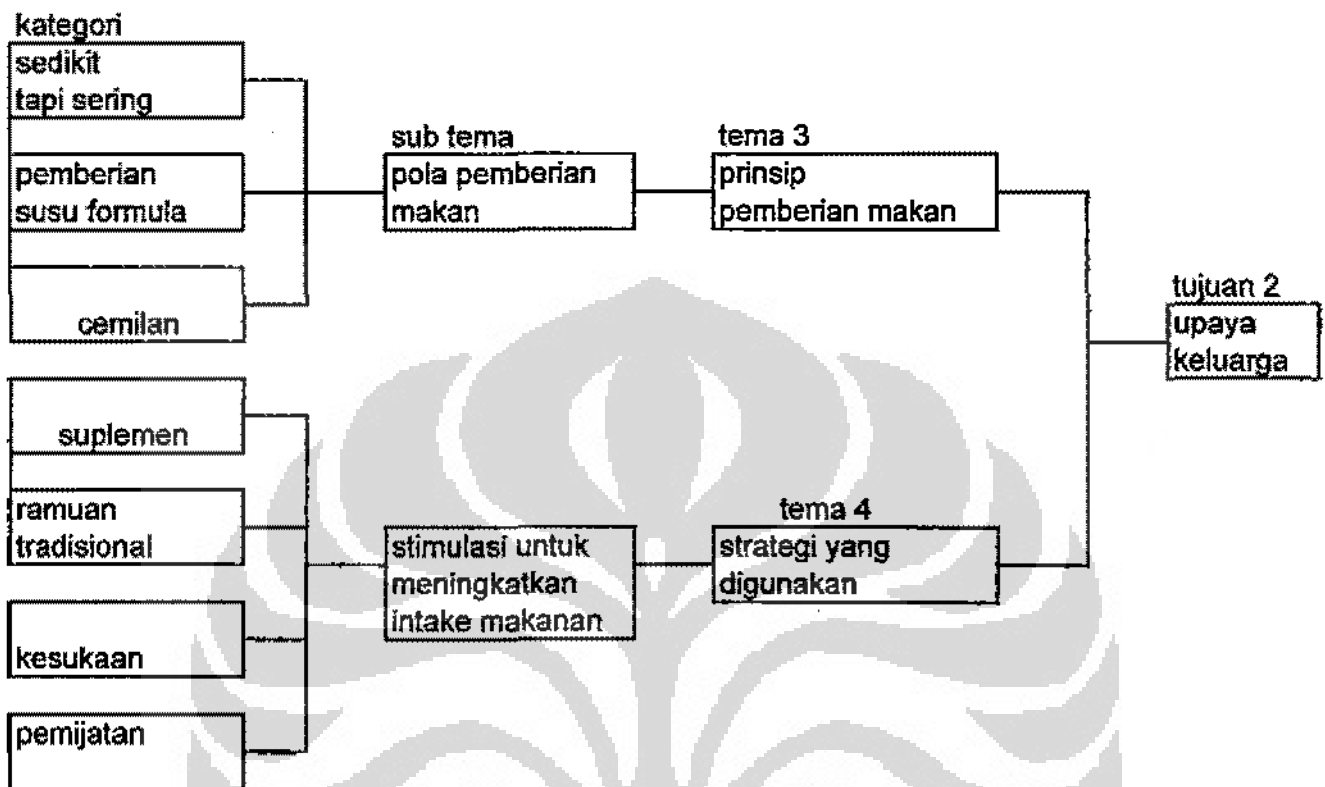 kategori
sedikit
tapi sering
pemberian
susu formula
cemilan
suplemen
ramuan
tradisional
kesukaan
pemijatan
sub tema
pola pemberian
makan
stimulasi untuk
meningkatkan
intake makanan
tema 3
prinsip
pemberian makan
tema 4
strategi yang
digunakan
tujuan 2
upaya
keluarga